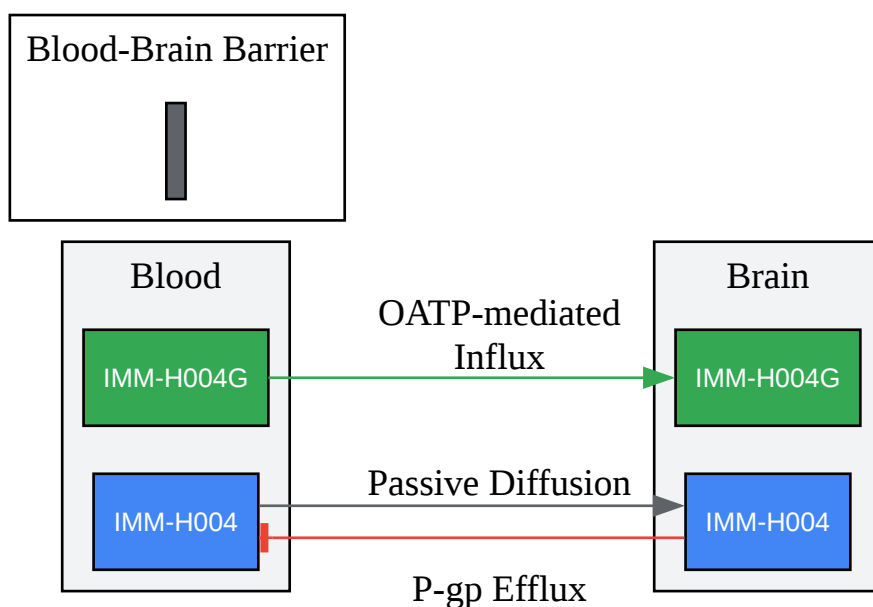 Blood-Brain Barrier
Blood
Brain
OATP-mediated
Influx
IMM-H004G
IMM-H004G
Passive Diffusion
IMM-H004
IMM-H004
P-gp Efflux